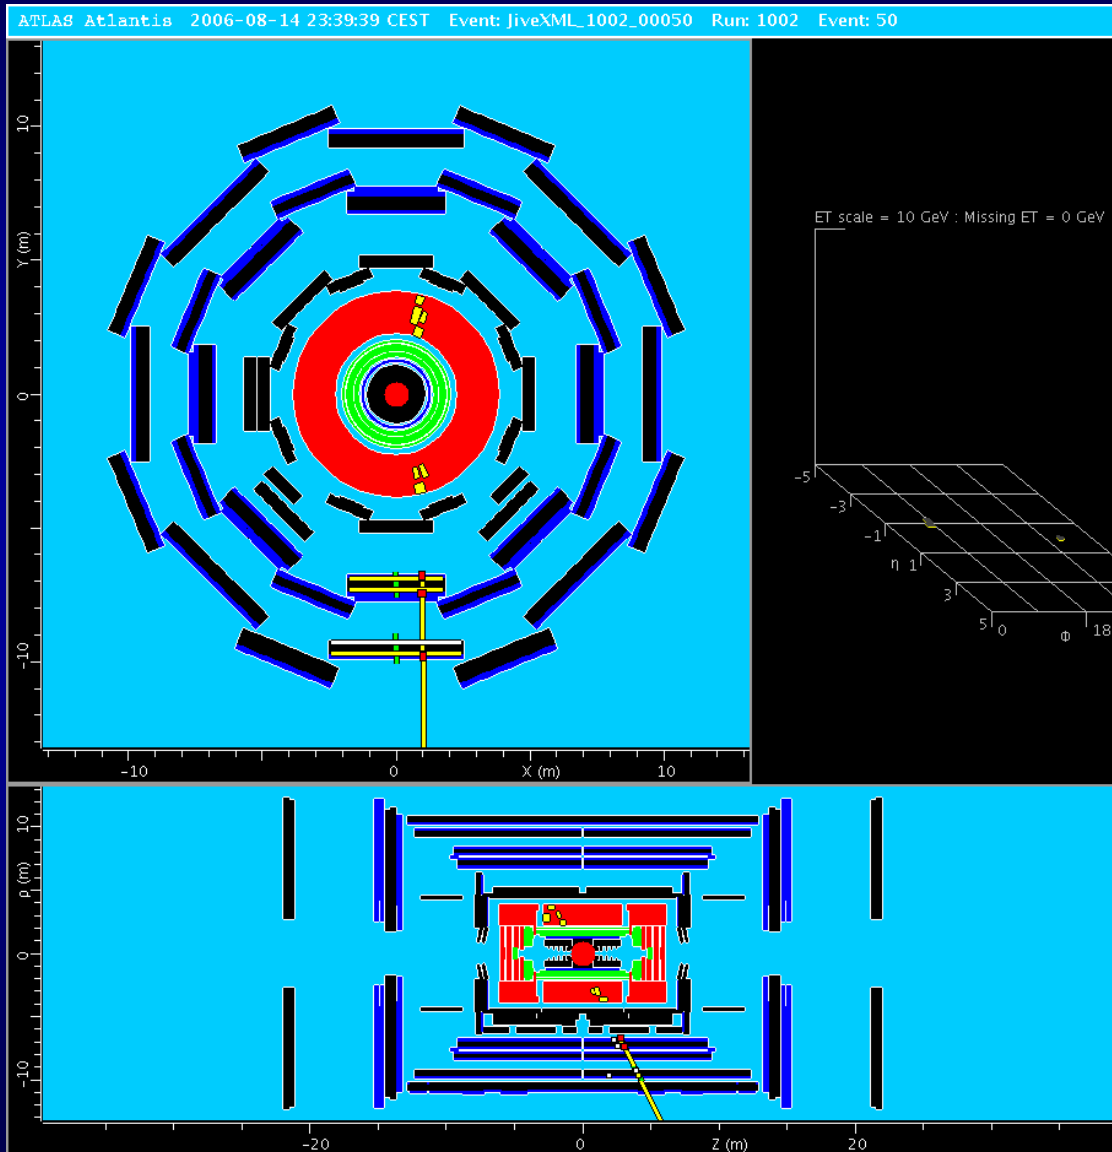 ATLAS Atlantis 2006-08-14 23:39:39 CEST Event: JiveXML_1002_00050 Run: 1002 Event: 50
10
Y (m)
0
-10
-10 0 X (m) 10
ET scale = 10 GeV : Missing ET = 0 GeV
-5
-3
-1
η 1
3
5 0 Φ 18
10
ρ (m)
0
-10
-20 0 Z (m) 20